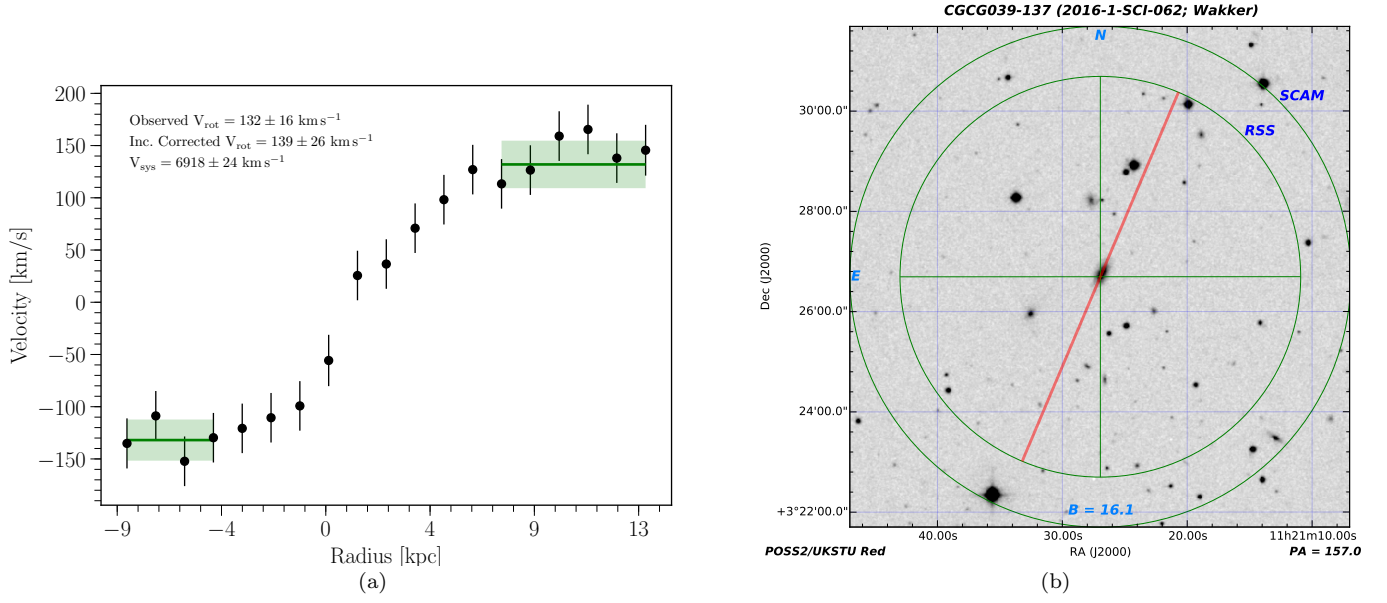 CGCG039-137 (2016-1-SCI-062; Wakker)
200
150
100
50
0
−50
−100
−150
Velocity [km/s]
Observed V_rot = 132 ± 16 km s⁻¹
Inc. Corrected V_rot = 139 ± 26 km s⁻¹
V_sys = 6918 ± 24 km s⁻¹
−9 −4 0 4 9 13
Radius [kpc]
(a)
N
SCAM
RSS
E
B = 16.1
30'00.0"
28'00.0"
26'00.0"
24'00.0"
+3°22'00.0"
Dec (J2000)
40.00s 30.00s 20.00s 11h21m10.00s
POSS2/UKSTU Red RA (J2000) PA = 157.0
(b)